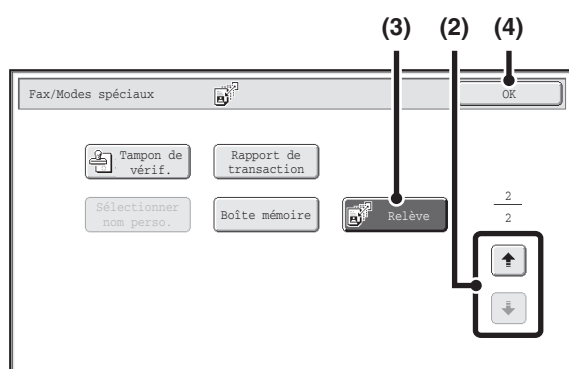 (3) (2) (4)
Fax/Modes spéciaux OK
Tampon de
vérif.
Rapport de
transaction
Sélectionner
nom perso.
Boîte mémoire
Relève
2
2